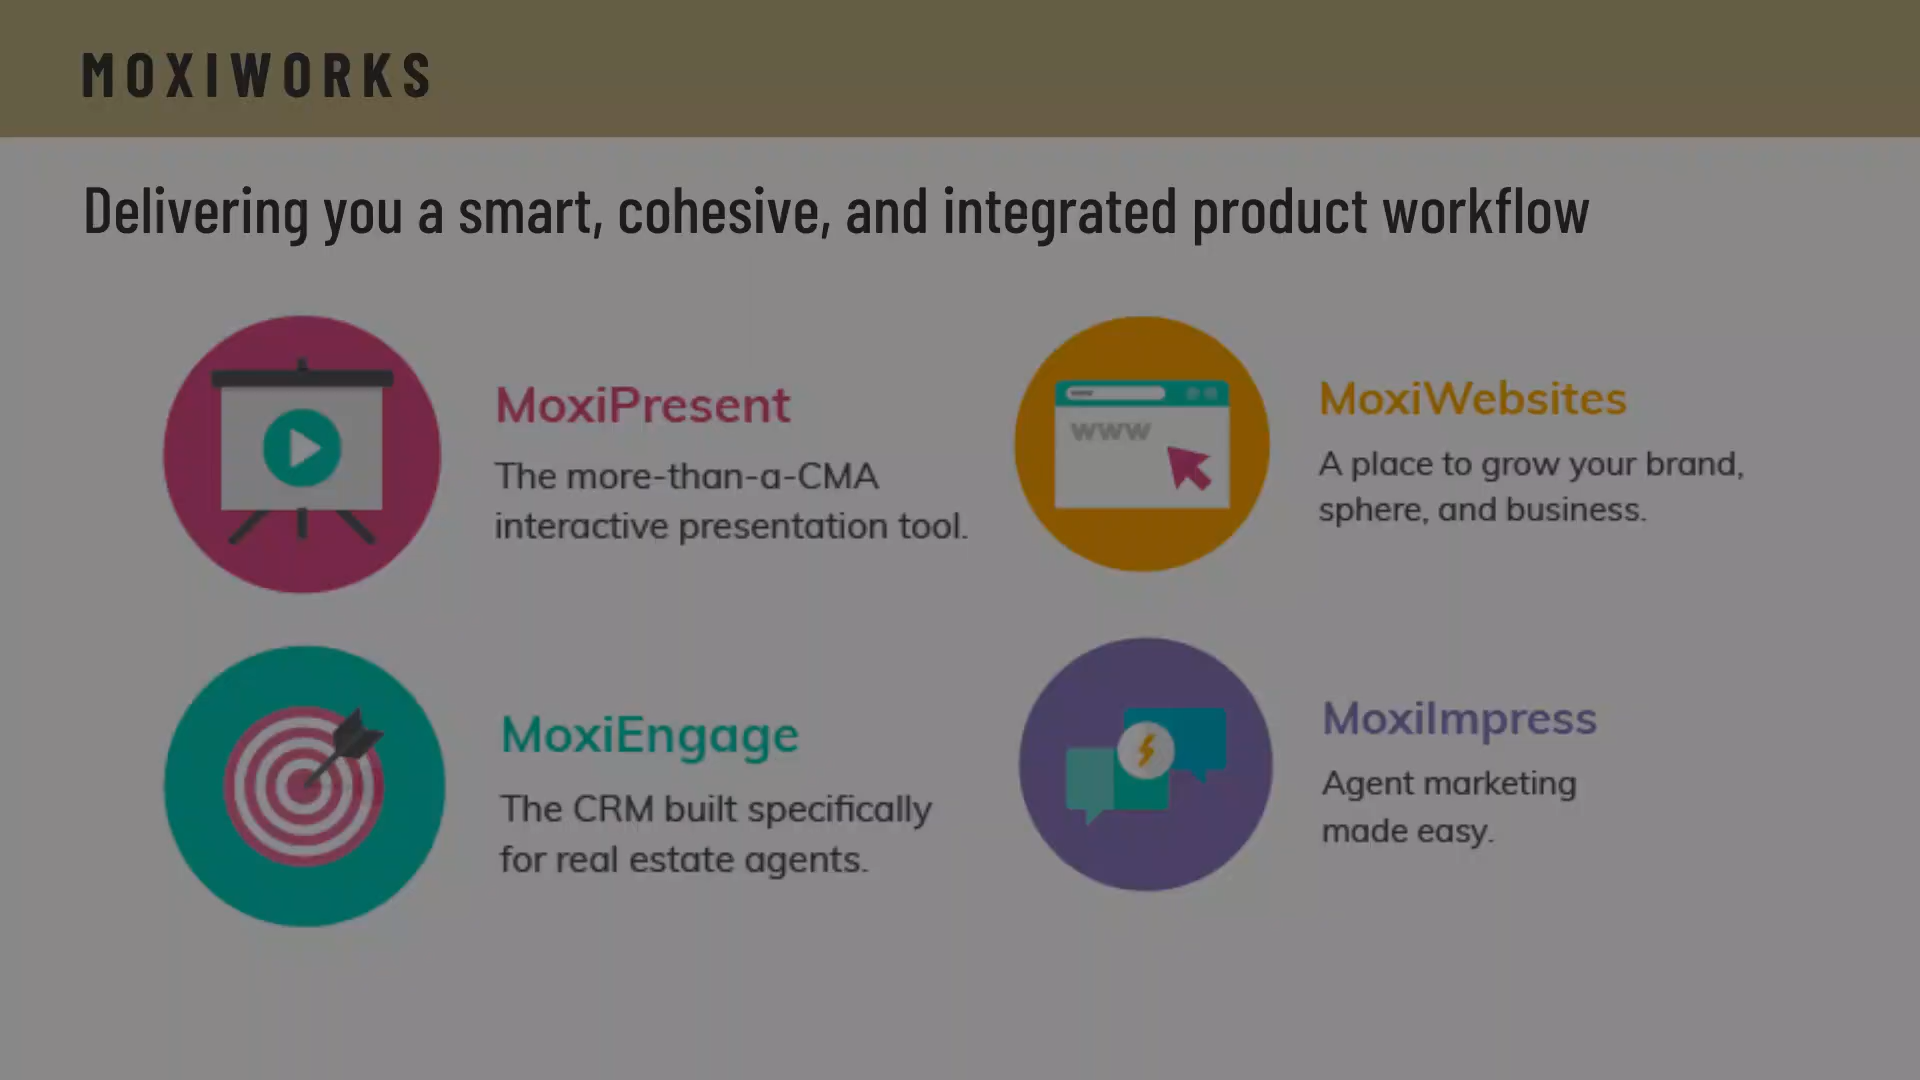 MOXIWORKS
Delivering you a smart, cohesive, and integrated product workflow
MoxiPresent
The more-than-a-CMA
interactive presentation tool.
www
MoxiWebsites
A place to grow your brand,
sphere, and business.
MoxiEngage
The CRM built specifically
for real estate agents.
MoxiImpress
Agent marketing
made easy.